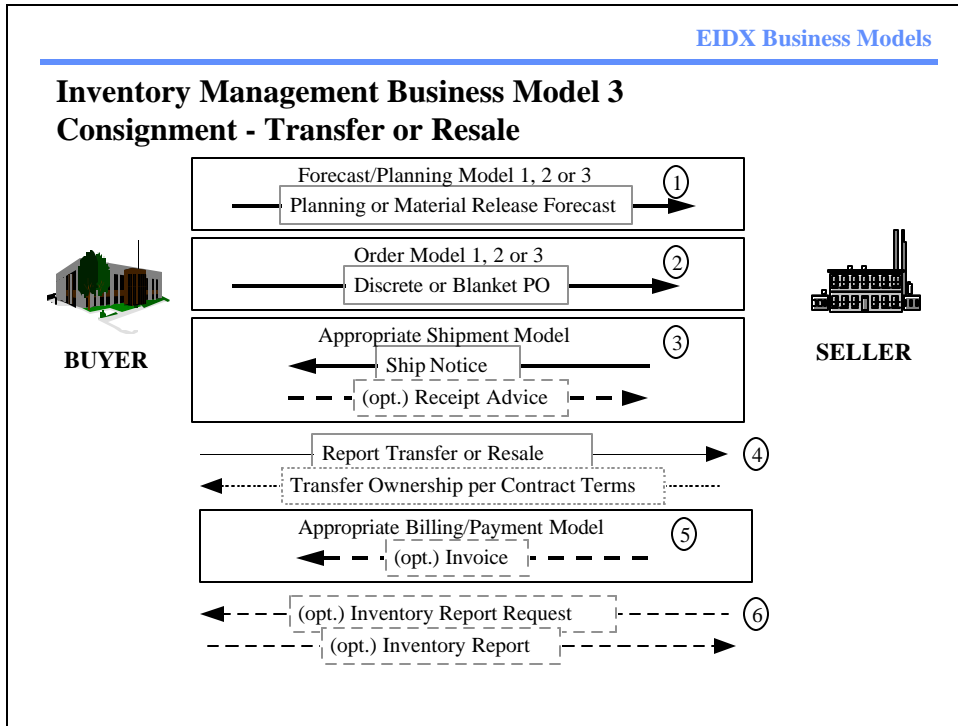 EIDX Business Models
Inventory Management Business Model 3
Consignment - Transfer or Resale
Forecast/Planning Model 1, 2 or 3
1
Planning or Material Release Forecast
Order Model 1, 2 or 3
2
Discrete or Blanket PO
BUYER
SELLER
Appropriate Shipment Model
3
Ship Notice
(opt.) Receipt Advice
Report Transfer or Resale
4
Transfer Ownership per Contract Terms
Appropriate Billing/Payment Model
5
(opt.) Invoice
(opt.) Inventory Report Request
6
(opt.) Inventory Report